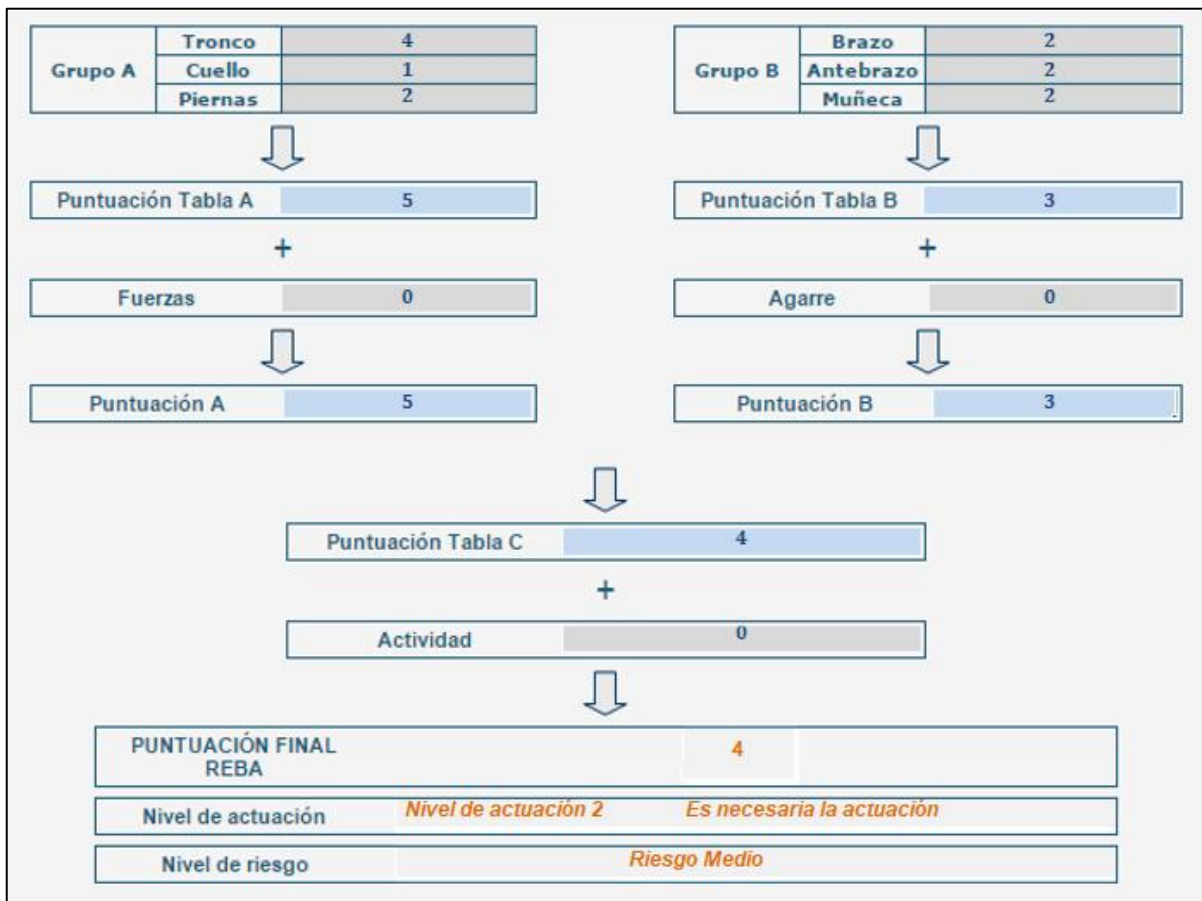 Grupo A
Tronco 4
Cuello 1
Piernas 2
Grupo B
Brazo 2
Antebrazo 2
Muñeca 2
Puntuación Tabla A 5
Puntuación Tabla B 3
+
+
Fuerzas 0
Agarre 0
Puntuación A 5
Puntuación B 3
Puntuación Tabla C 4
+
Actividad 0
PUNTUACIÓN FINAL
REBA
4
Nivel de actuación Nivel de actuación 2 Es necesaria la actuación
Nivel de riesgo Riesgo Medio